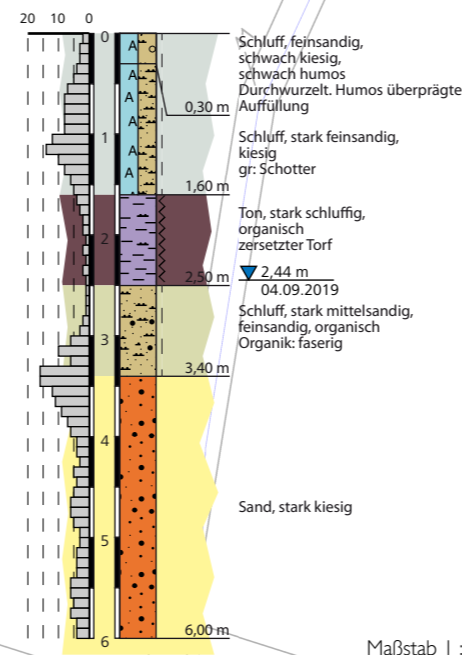 20 10 0
0
A
Schluff, feinsandig,
schwach kiesig,
schwach humos
Durchwurzelt. Humos überprägte
Auffüllung
0,30 m
A
A
A
1
Schluff, stark feinsandig,
kiesig
gr: Schotter
A
A
1,60 m
Ton, stark schluffig,
organisch
zersetzter Torf
2
2,44 m
04.09.2019
2,50 m
Schluff, stark mittelsandig,
feinsandig, organisch
Organik: faserig
3
3,40 m
4
Sand, stark kiesig
5
6,00 m
6
Maßstab 1 :